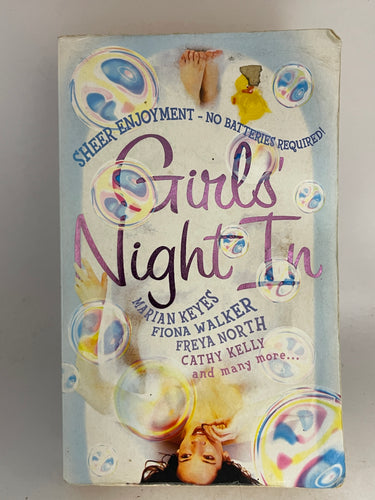 SHEER ENJOYMENT - NO BATTERIES REQUIRED!
Girls'
Night In
MARIAN KEYES
FIONA WALKER
FREYA NORTH
CATHY KELLY
and many more...